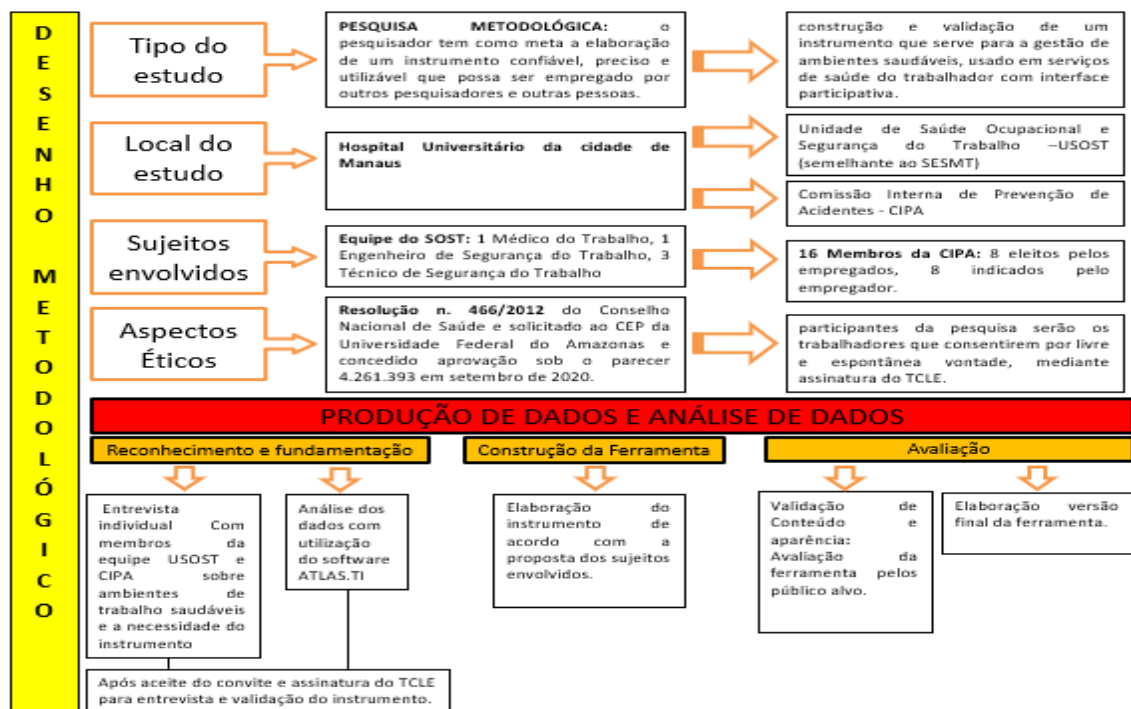 DESENHO METODOLÓGICO
Tipo do
estudo
PESQUISA METODOLÓGICA: o
pesquisador tem como meta a elaboração
de um instrumento confiável, preciso e
utilizável que possa ser empregado por
outros pesquisadores e outras pessoas.
construção e validação de um
instrumento que serve para a gestão de
ambientes saudáveis, usado em serviços
de saúde do trabalhador com interface
participativa.
Local do
estudo
Hospital Universitário da cidade de
Manaus
Unidade de Saúde Ocupacional e
Segurança do Trabalho –USOST
(semelhante ao SESMT)
Comissão Interna de Prevenção de
Acidentes - CIPA
Sujeitos
envolvidos
Equipe do SOST: 1 Médico do Trabalho, 1
Engenheiro de Segurança do Trabalho, 3
Técnico de Segurança do Trabalho
16 Membros da CIPA: 8 eleitos pelos
empregados, 8 indicados pelo
empregador.
Aspectos
Éticos
Resolução n. 466/2012 do Conselho
Nacional de Saúde e solicitado ao CEP da
Universidade Federal do Amazonas e
concedido aprovação sob o parecer
4.261.393 em setembro de 2020.
participantes da pesquisa serão os
trabalhadores que consentirem por livre
e espontânea vontade, mediante
assinatura do TCLE.
PRODUÇÃO DE DADOS E ANÁLISE DE DADOS
Reconhecimento e fundamentação
Entrevista
individual Com
membros da
equipe USOST e
CIPA sobre
ambientes de
trabalho saudáveis
e a necessidade do
instrumento
Análise dos
dados com
utilização
do software
ATLAS.TI
Após aceite do convite e assinatura do TCLE
para entrevista e validação do instrumento.
Construção da Ferramenta
Elaboração do
instrumento de
acordo com a
proposta dos sujeitos
envolvidos.
Avaliação
Validação de
Conteúdo e
aparência:
Avaliação da
ferramenta pelos
público alvo.
Elaboração versão
final da ferramenta.